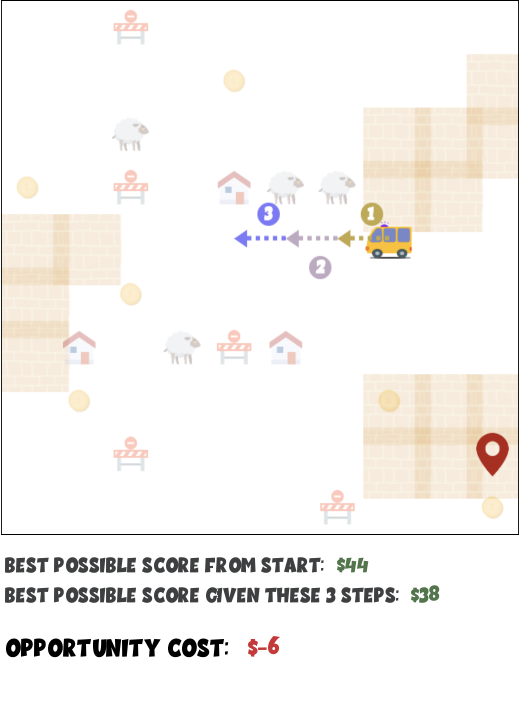 3
1
2
BEST POSSIBLE SCORE FROM START: $44
BEST POSSIBLE SCORE GIVEN THESE 3 STEPS: $38
OPPORTUNITY COST: $-6